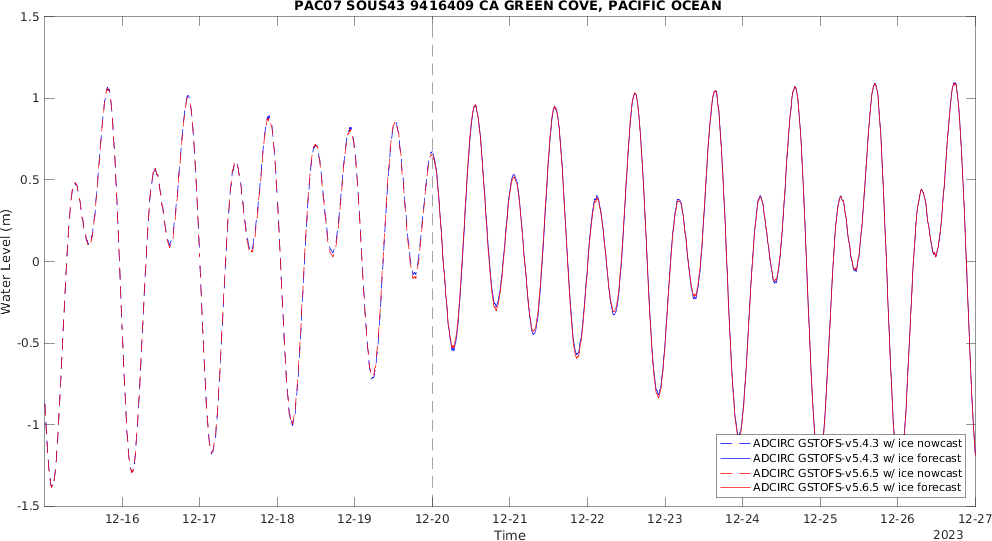 PAC07 SOUS43 9416409 CA GREEN COVE, PACIFIC OCEAN
1.5
1
0.5
0
-0.5
-1
-1.5
Water Level (m)
12-16 12-17 12-18 12-19 12-20 12-21 12-22 12-23 12-24 12-25 12-26 12-27
Time
2023
ADCIRC GSTOFS-v5.4.3 w/ ice nowcast
ADCIRC GSTOFS-v5.4.3 w/ ice forecast
ADCIRC GSTOFS-v5.6.5 w/ ice nowcast
ADCIRC GSTOFS-v5.6.5 w/ ice forecast